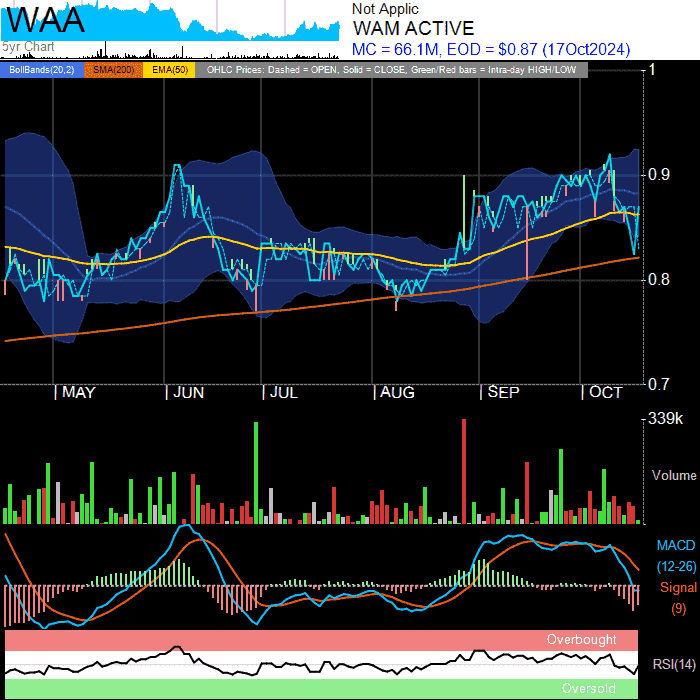 WAA
5yr Chart
Not Applic
WAM ACTIVE
MC = 66.1M, EOD = $0.87 (17Oct2024)
BollBands(20,2) SMA(200) EMA(50) OHLC Prices: Dashed = OPEN, Solid = CLOSE, Green/Red bars = Intra-day HIGH/LOW
1
0.9
0.8
0.7
MAY JUN JUL AUG SEP OCT
339k
Volume
MACD
(12-26)
Signal
(9)
Overbought
RSI(14)
Oversold